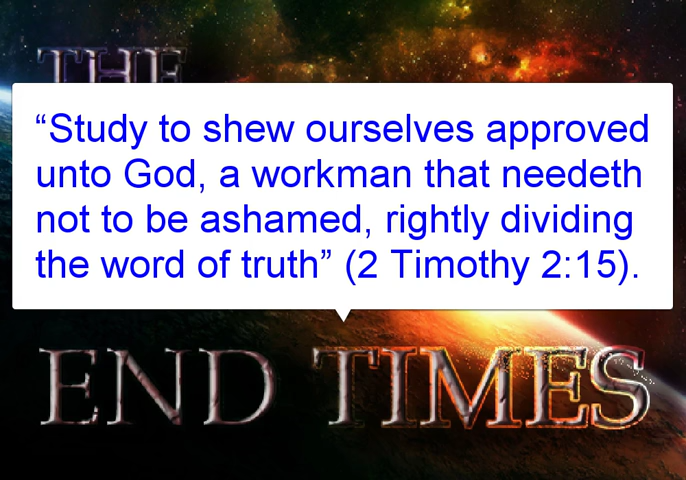 THE
“Study to shew ourselves approved
unto God, a workman that needeth
not to be ashamed, rightly dividing
the word of truth” (2 Timothy 2:15).
END TIMES